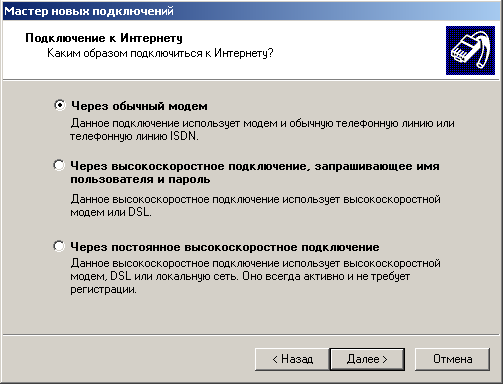 Мастер новых подключений
Подключение к Интернету
Каким образом подключиться к Интернету?
Через обычный модем
Данное подключение использует модем и обычную телефонную линию или
телефонную линию ISDN.
Через высокоскоростное подключение, запрашивающее имя
пользователя и пароль
Данное высокоскоростное подключение использует высокоскоростной
модем или DSL.
Через постоянное высокоскоростное подключение
Данное высокоскоростное подключение использует высокоскоростной
модем, DSL или локальную сеть. Оно всегда активно и не требует
регистрации.
< Назад Далее > Отмена